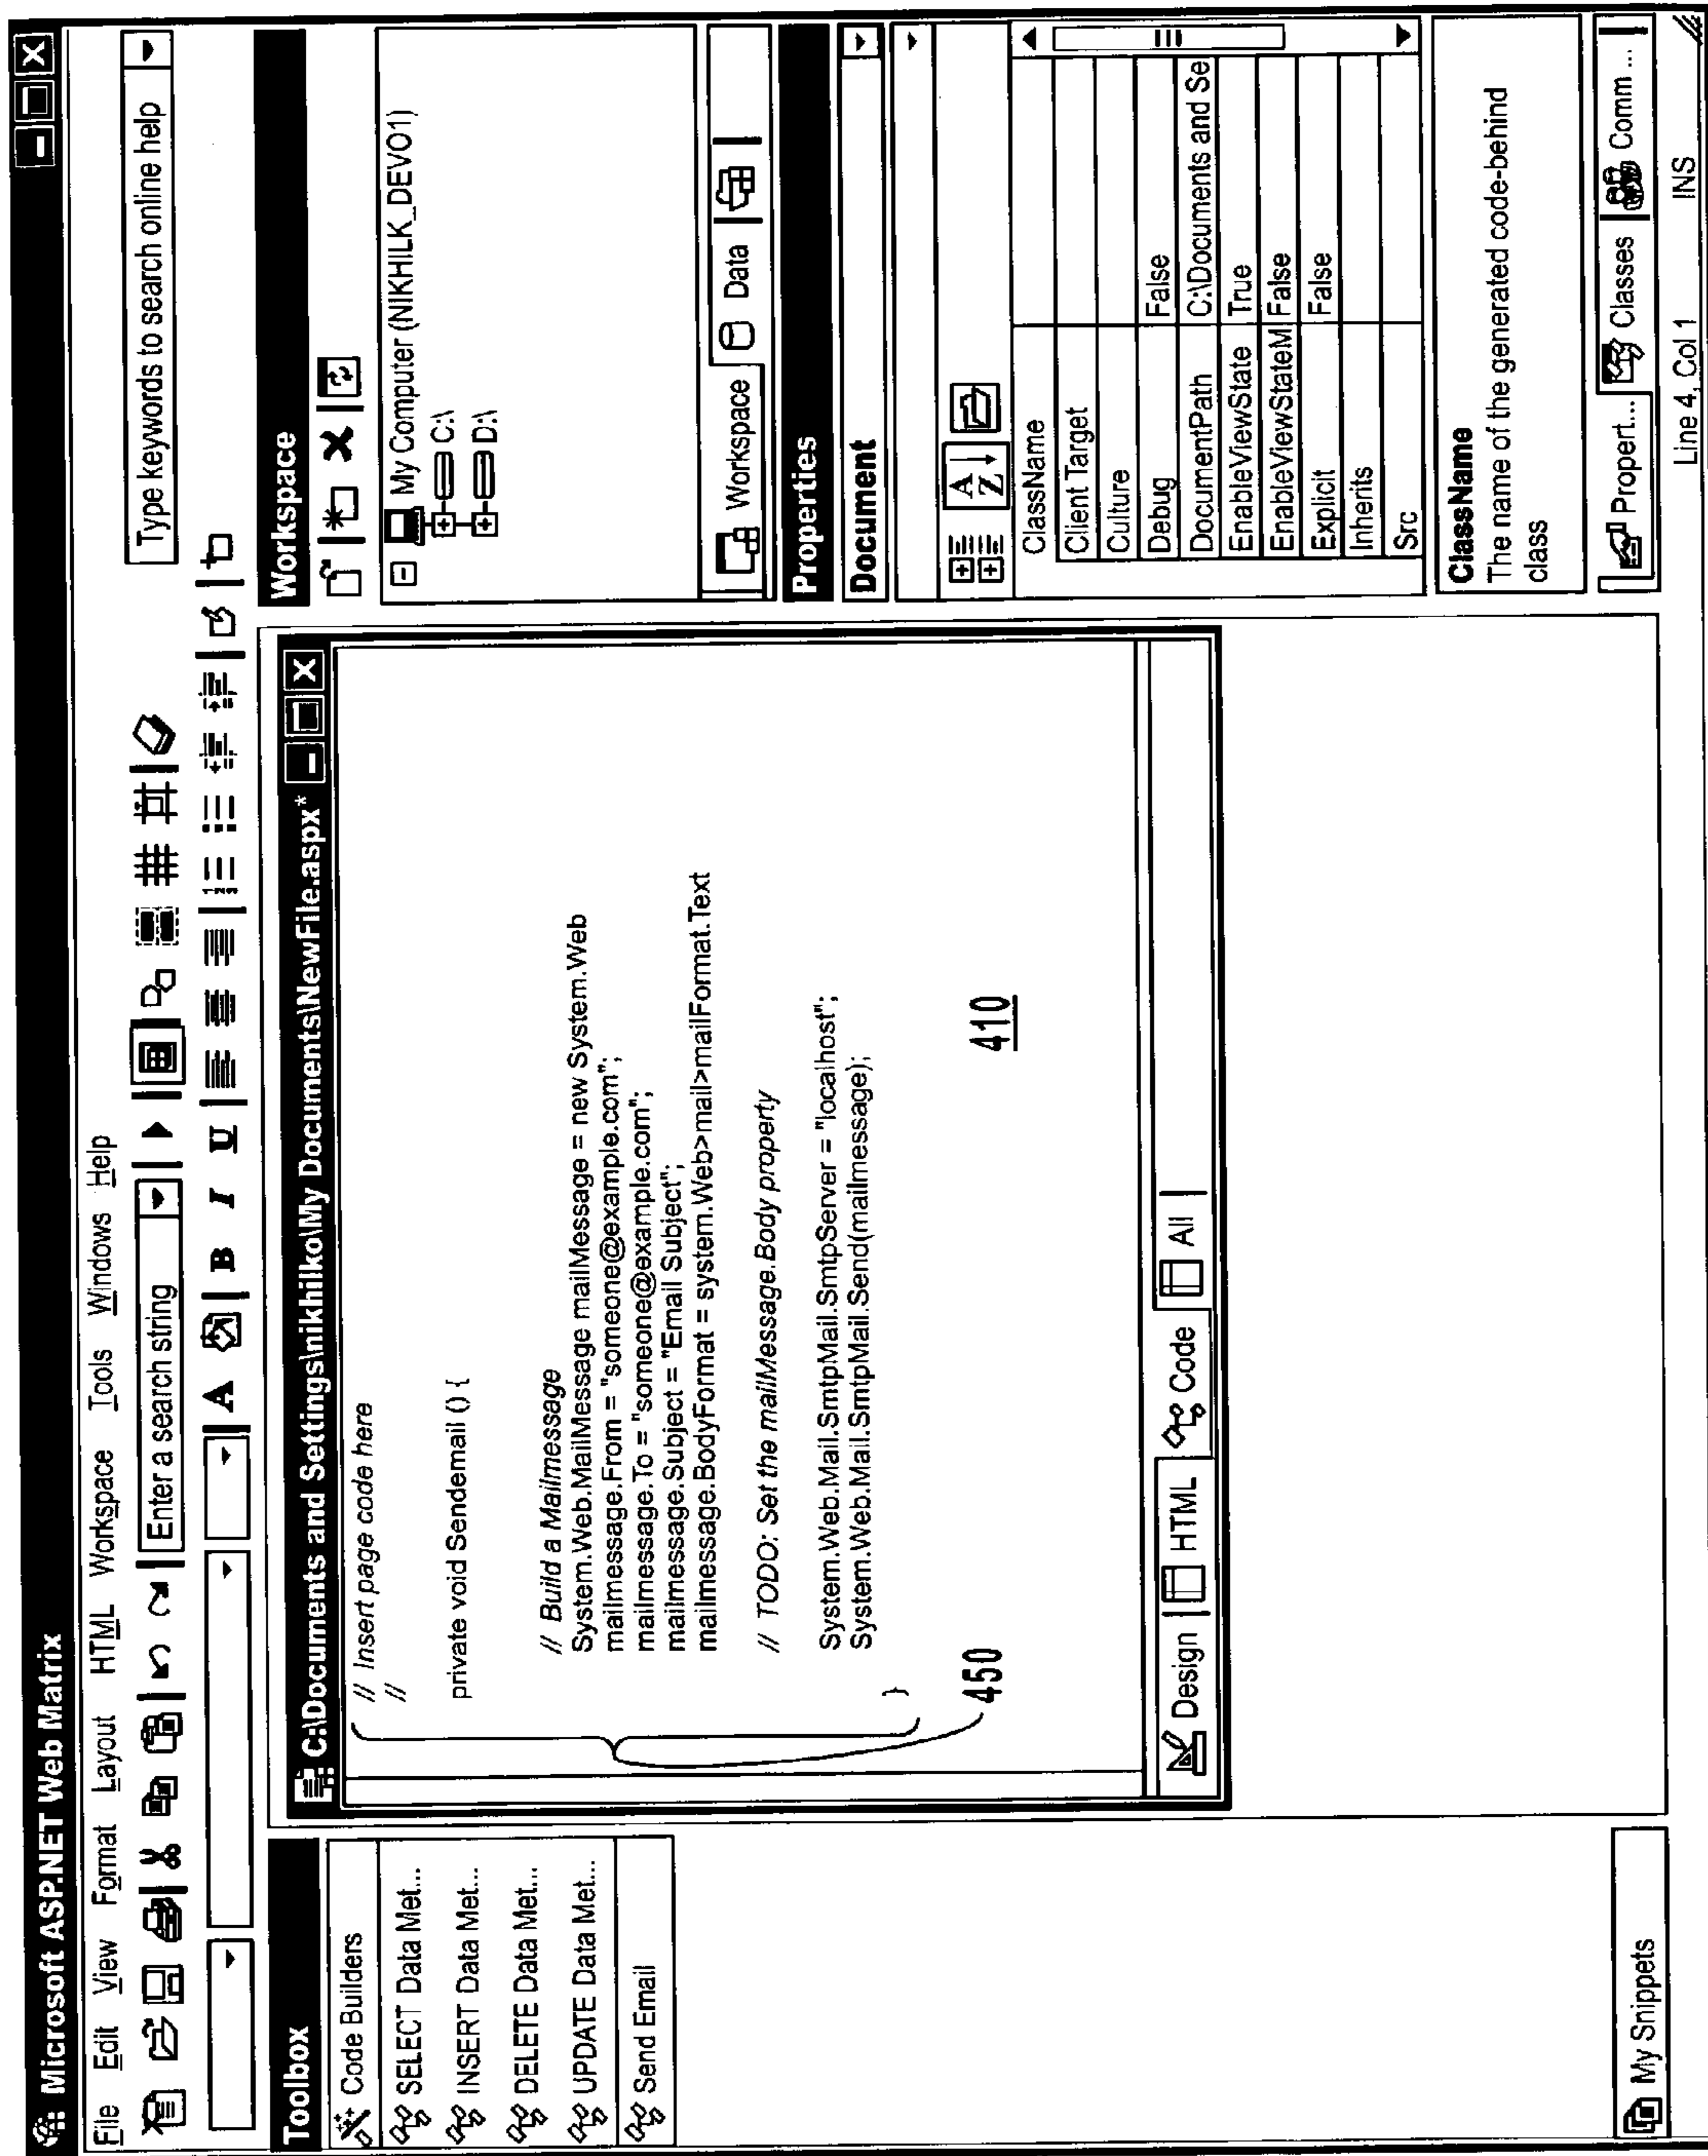 Microsoft ASP.NET Web Matrix
File Edit View Format Layout HTML Workspace Tools Windows Help
Enter a search string
Type keywords to search online help
A B I U
Toolbox
Code Builders
SELECT Data Met...
INSERT Data Met...
DELETE Data Met...
UPDATE Data Met...
Send Email
My Snippets
C:\Documents and Settings\nikhilko\My Documents\NewFile.aspx*
// Insert page code here
//
private void Sendemail () {
// Build a Mailmessage
System.Web.MailMessage mailMessage = new System.Web
mailmessage.From = "someone@example.com";
mailmessage.To = "someone@example.com";
mailmessage.Subject = "Email Subject";
mailmessage.BodyFormat = system.Web>mail>mailFormat.Text
// TODO: Set the mailMessage.Body property
System.Web.Mail.SmtpMail.SmtpServer = "localhost";
System.Web.Mail.SmtpMail.Send(mailmessage);
}
450
410
Design HTML Code All
Workspace
My Computer (NIKHILK_DEVO1)
C:\
D:\
Workspace Data
Properties
Document
A Z
ClassName
Client Target
Culture
Debug False
DocumentPath C:\Documents and Se
EnableViewState True
EnableViewStateM False
Explicit False
Inherits
Src
ClassName
The name of the generated code-behind
class
Propert... Classes Comm ...
Line 4, Col 1 INS